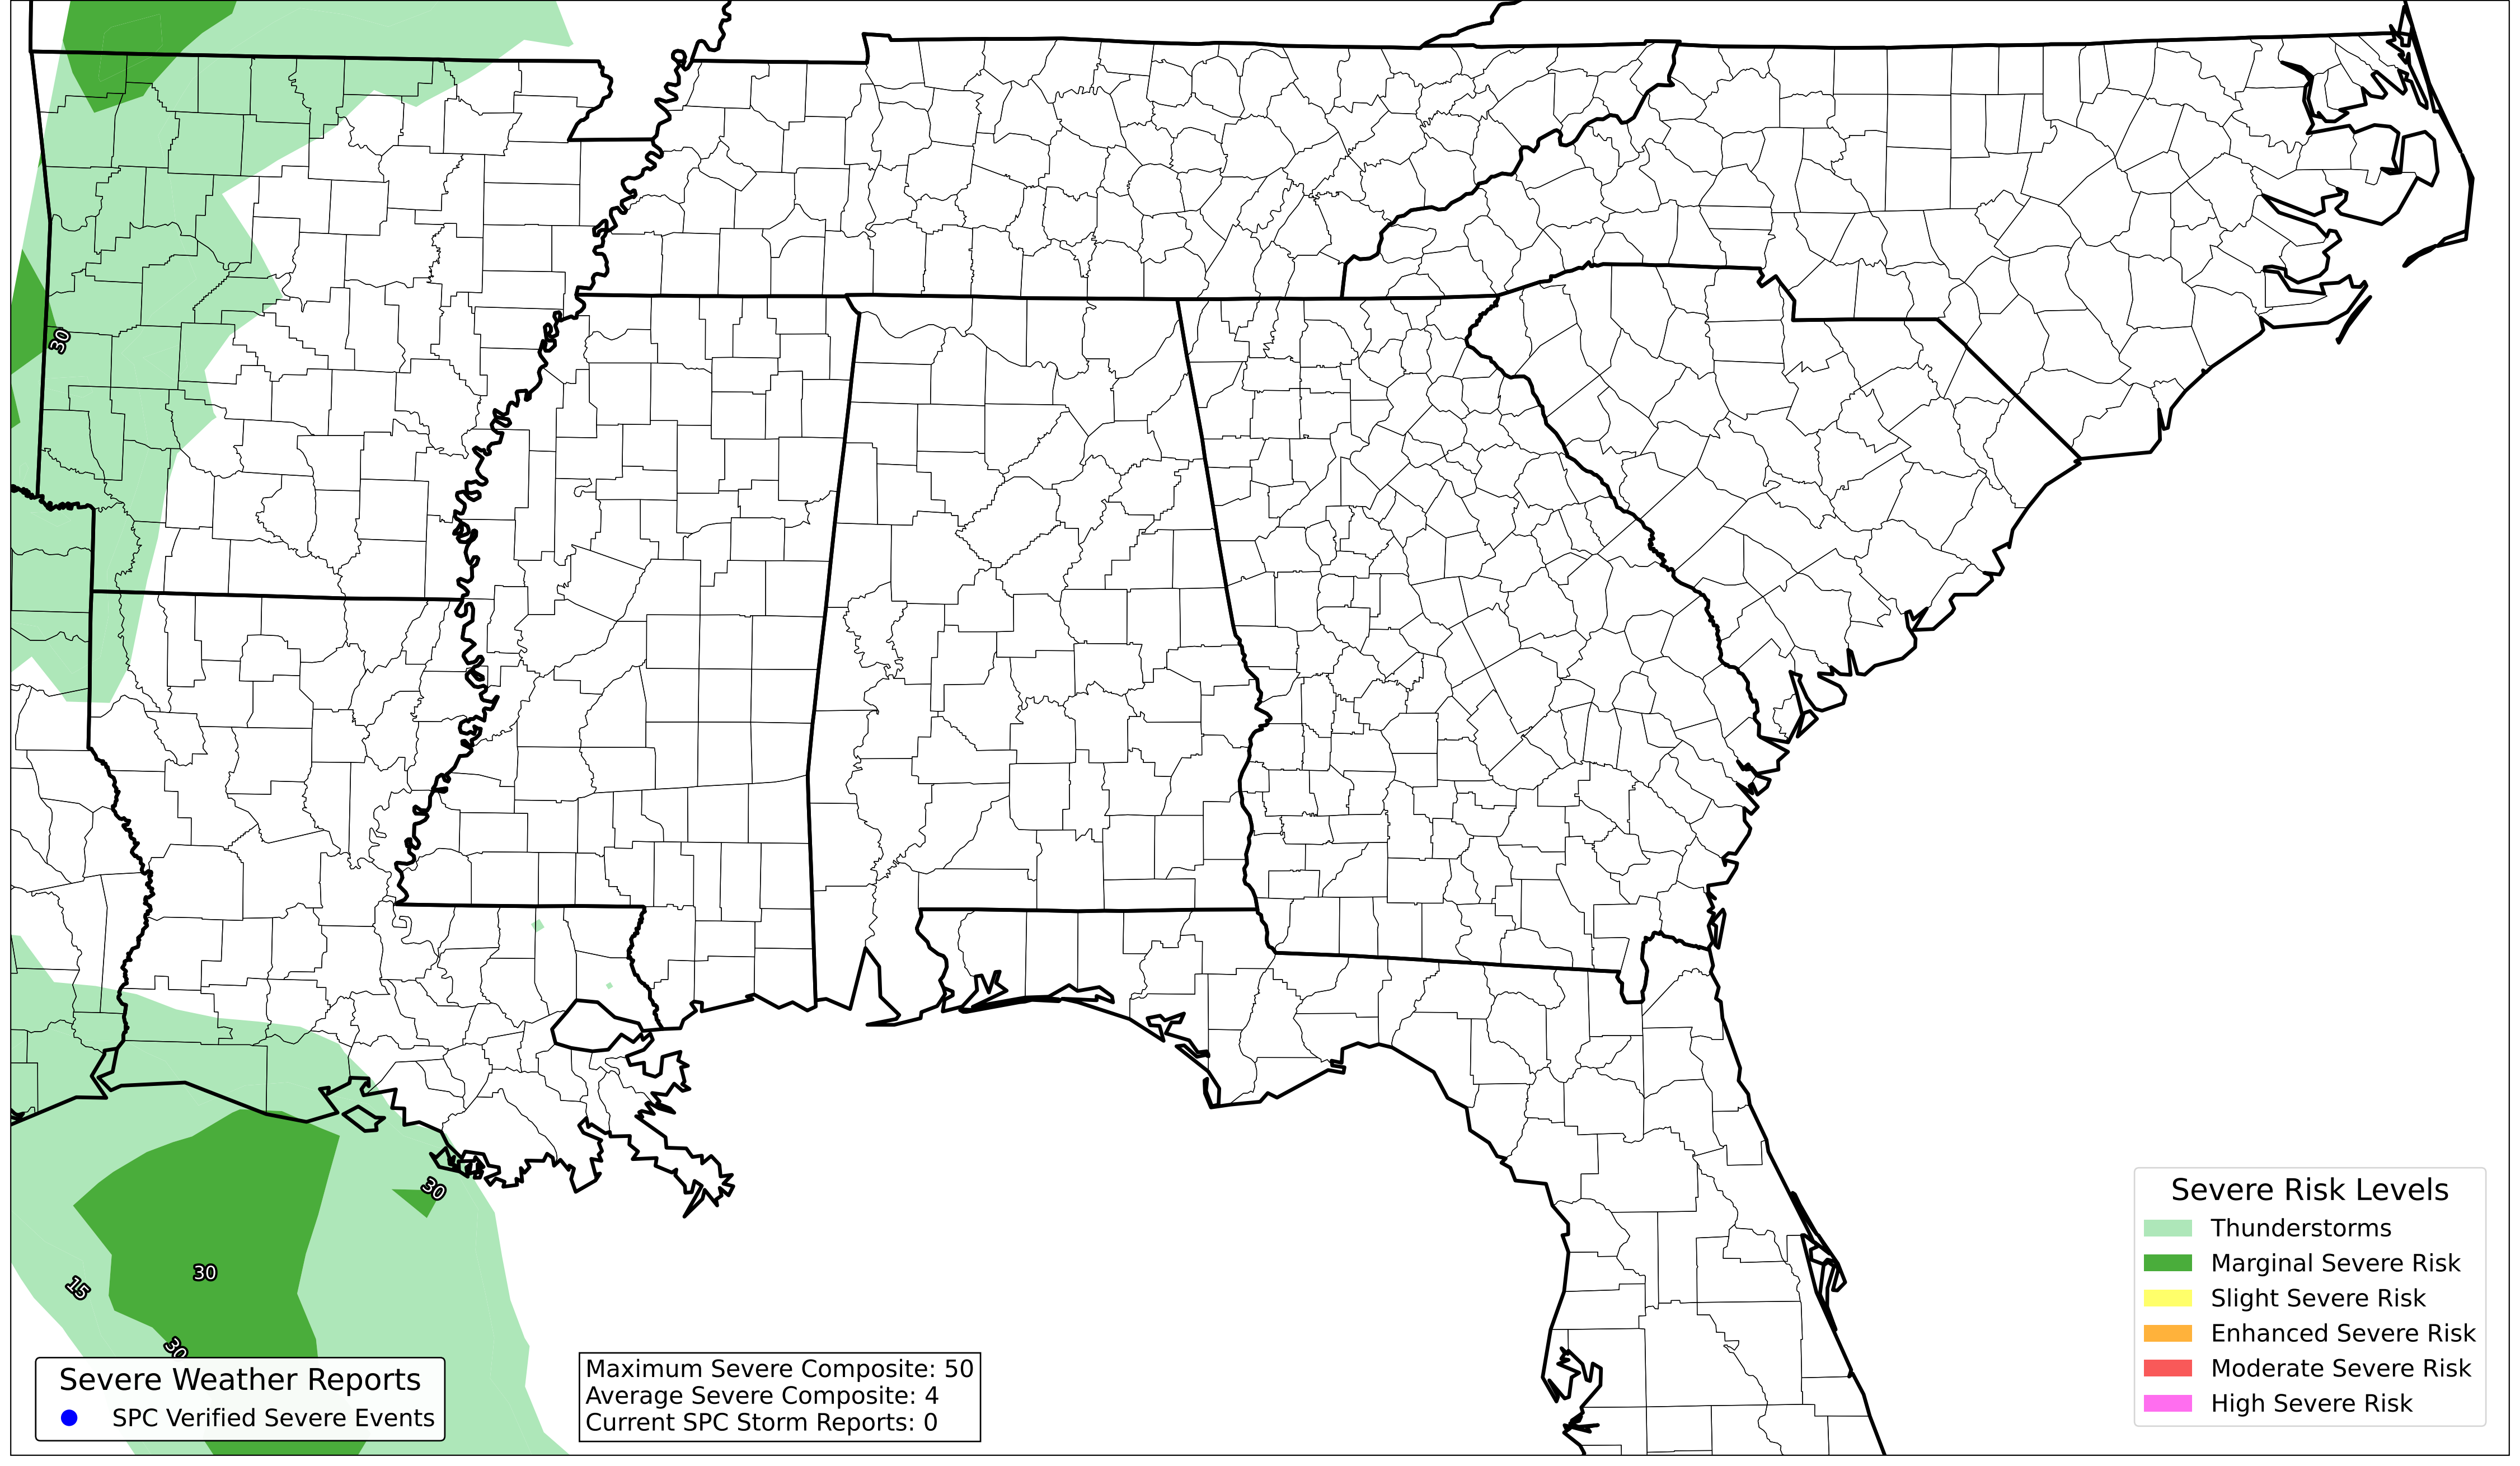 30
30
30
15
30
Severe Weather Reports
SPC Verified Severe Events
Maximum Severe Composite: 50
Average Severe Composite: 4
Current SPC Storm Reports: 0
Severe Risk Levels
Thunderstorms
Marginal Severe Risk
Slight Severe Risk
Enhanced Severe Risk
Moderate Severe Risk
High Severe Risk